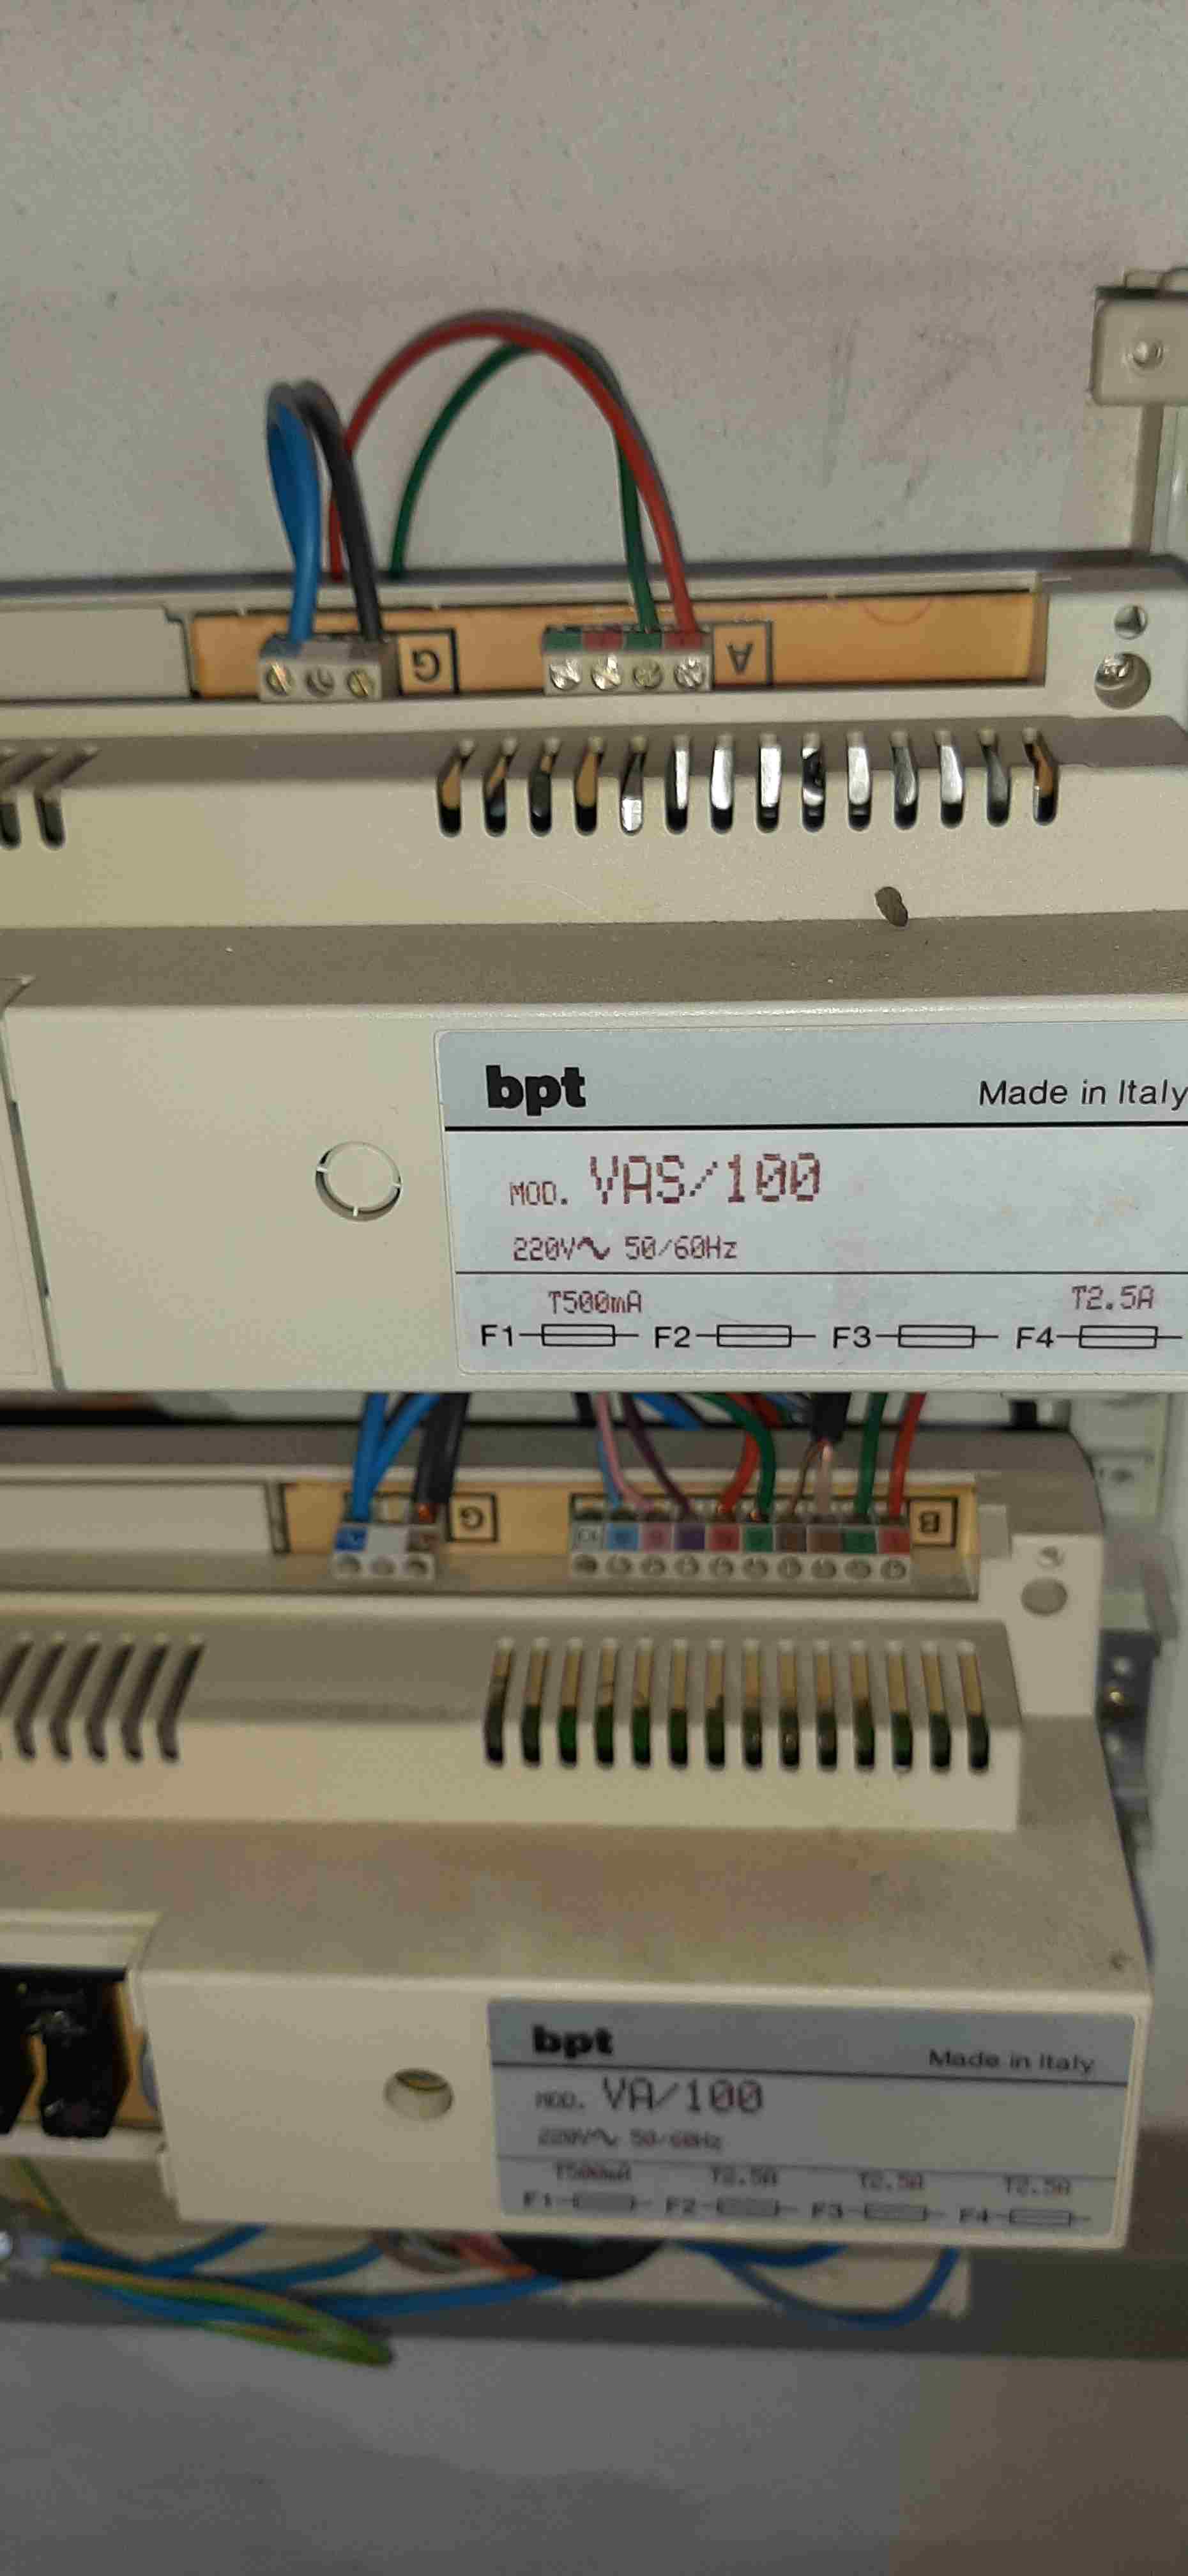 G A
bpt Made in Italy
MOD. VAS/100
220V~ 50/60Hz
T500mA T2.5A
F1 F2 F3 F4
G B
bpt Made in Italy
MOD. VA/100
220V~ 50/60Hz
T500mA T2.5A T2.5A T2.5A
F1 F2 F3 F4